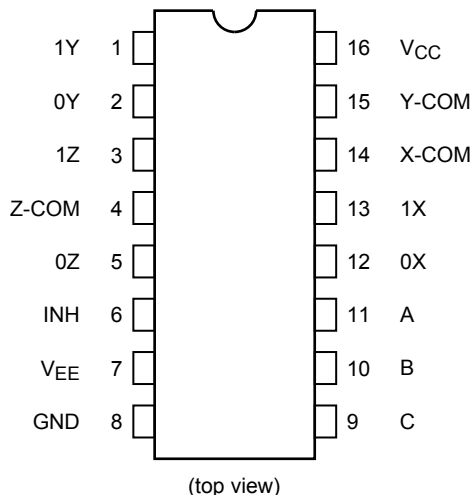 1Y 1 16 VCC
0Y 2 15 Y-COM
1Z 3 14 X-COM
Z-COM 4 13 1X
0Z 5 12 0X
INH 6 11 A
VEE 7 10 B
GND 8 9 C
(top view)